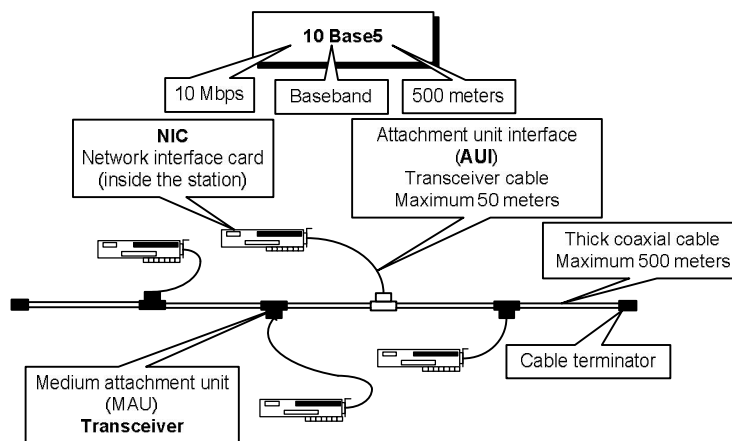 10 Base5
10 Mbps
Baseband
500 meters
NIC
Network interface card
(inside the station)
Attachment unit interface
(AUI)
Transceiver cable
Maximum 50 meters
Thick coaxial cable
Maximum 500 meters
Cable terminator
Medium attachment unit
(MAU)
Transceiver